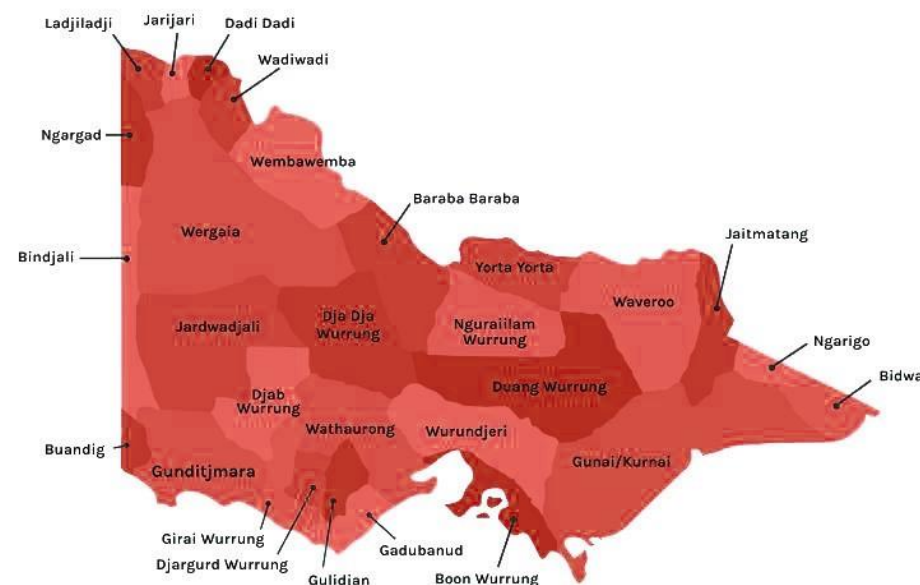 Ladjiladji
Jarijari
Dadi Dadi
Wadiwadi
Ngargad
Wembawemba
Baraba Baraba
Wergaia
Bindjali
Yorta Yorta
Jaitmatang
Waveroo
Jardwadjali
Dja Dja
Wurrung
Nguraiilam
Wurrung
Ngarigo
Duang Wurrung
Bidwa
Djab
Wurrung
Wathaurong
Wurundjeri
Buandig
Gunditjmara
Gunai/Kurnai
Girai Wurrung
Djargurd Wurrung
Gulidian
Gadubanud
Boon Wurrung